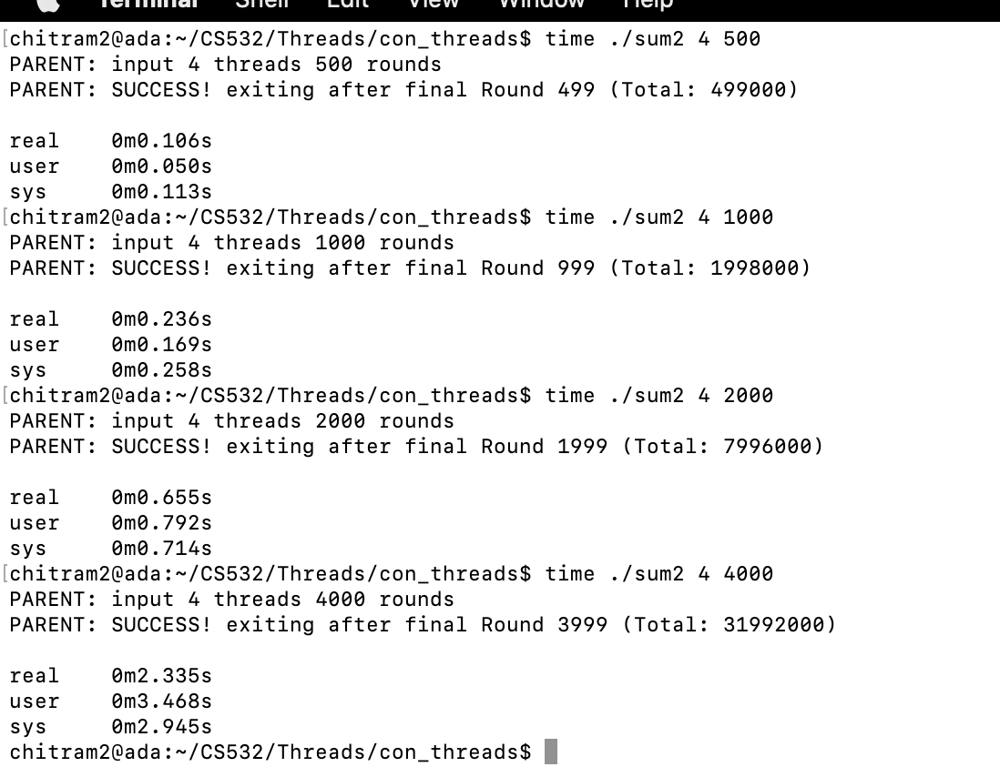 Terminal Shell Edit View Window Help
[chitram2@ada:~/CS532/Threads/con_threads$ time ./sum2 4 500
PARENT: input 4 threads 500 rounds
PARENT: SUCCESS! exiting after final Round 499 (Total: 499000)
real 0m0.106s
user 0m0.050s
sys 0m0.113s
[chitram2@ada:~/CS532/Threads/con_threads$ time ./sum2 4 1000
PARENT: input 4 threads 1000 rounds
PARENT: SUCCESS! exiting after final Round 999 (Total: 1998000)
real 0m0.236s
user 0m0.169s
sys 0m0.258s
[chitram2@ada:~/CS532/Threads/con_threads$ time ./sum2 4 2000
PARENT: input 4 threads 2000 rounds
PARENT: SUCCESS! exiting after final Round 1999 (Total: 7996000)
real 0m0.655s
user 0m0.792s
sys 0m0.714s
[chitram2@ada:~/CS532/Threads/con_threads$ time ./sum2 4 4000
PARENT: input 4 threads 4000 rounds
PARENT: SUCCESS! exiting after final Round 3999 (Total: 31992000)
real 0m2.335s
user 0m3.468s
sys 0m2.945s
chitram2@ada:~/CS532/Threads/con_threads$